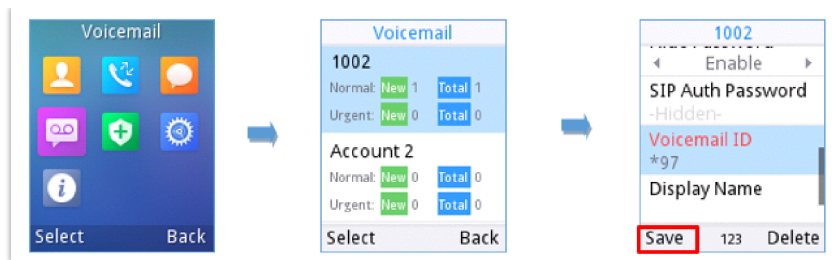 Voicemail
Select Back
Voicemail
1002
Normal: New 1 Total 1
Urgent: New 0 Total 0
Account 2
Normal: New 0 Total 0
Urgent: New 0 Total 0
Select Back
1002
Enable
SIP Auth Password
-Hidden-
Voicemail ID
*97
Display Name
Save 123 Delete